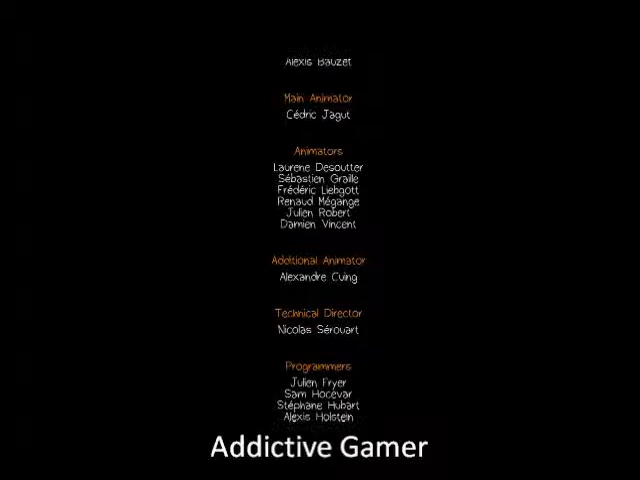 Alexis Bauzet
Main Animator
Cédric Jagut
Animators
Laurene Desoutter
Sébastien Graille
Frédéric Liebgott
Renaud Mégange
Julien Robert
Damien Vincent
Additional Animator
Alexandre Cuing
Technical Director
Nicolas Sérouart
Programmers
Julien Fryer
Sam Hocevar
Stéphane Hubart
Alexis Holstein
Addictive Gamer